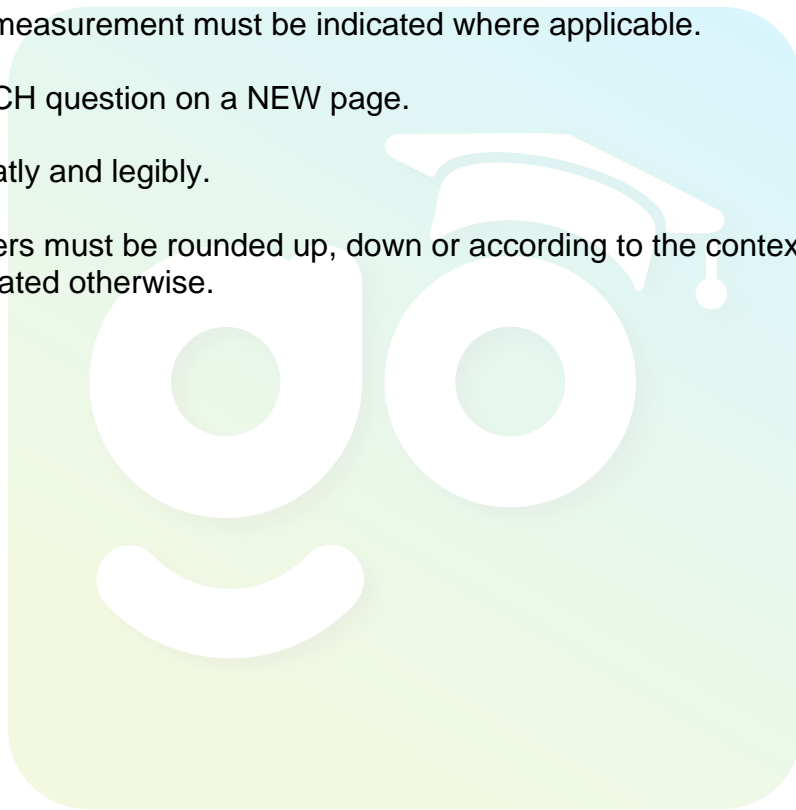 measurement must be indicated where applicable.
CH question on a NEW page.
atly and legibly.
ers must be rounded up, down or according to the contex
ated otherwise.
go